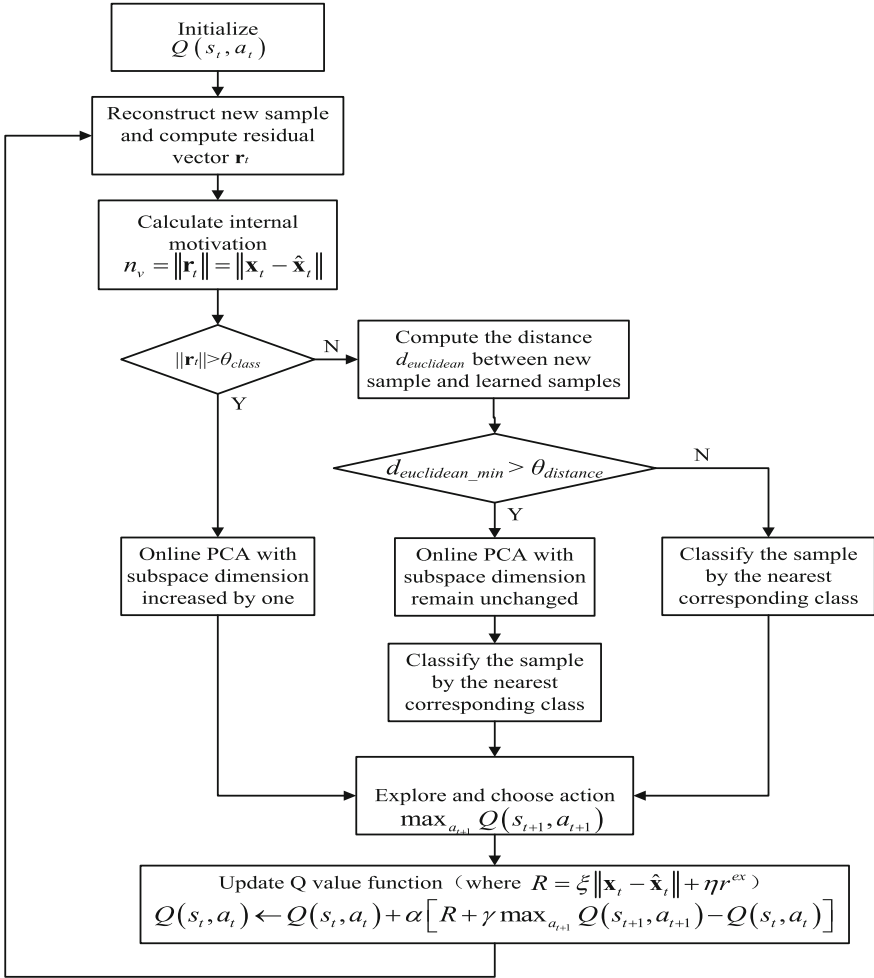 Initialize
Q(s_t, a_t)
Reconstruct new sample
and compute residual
vector r_t
Calculate internal
motivation
n_v = ‖r_t‖ = ‖x_t − x̂_t‖
||r_t||>θ_class
N
Y
Compute the distance
d_euclidean between new
sample and learned samples
d_euclidean_min > θ_distance
N
Y
Online PCA with
subspace dimension
increased by one
Online PCA with
subspace dimension
remain unchanged
Classify the sample
by the nearest
corresponding class
Classify the sample
by the nearest
corresponding class
Explore and choose action
max_{a_{t+1}} Q(s_{t+1}, a_{t+1})
Update Q value function（where R = ξ‖x_t − x̂_t‖ + ηr^{ex}）
Q(s_t, a_t) ← Q(s_t, a_t) + α[R + γ max_{a_{t+1}} Q(s_{t+1}, a_{t+1}) − Q(s_t, a_t)]